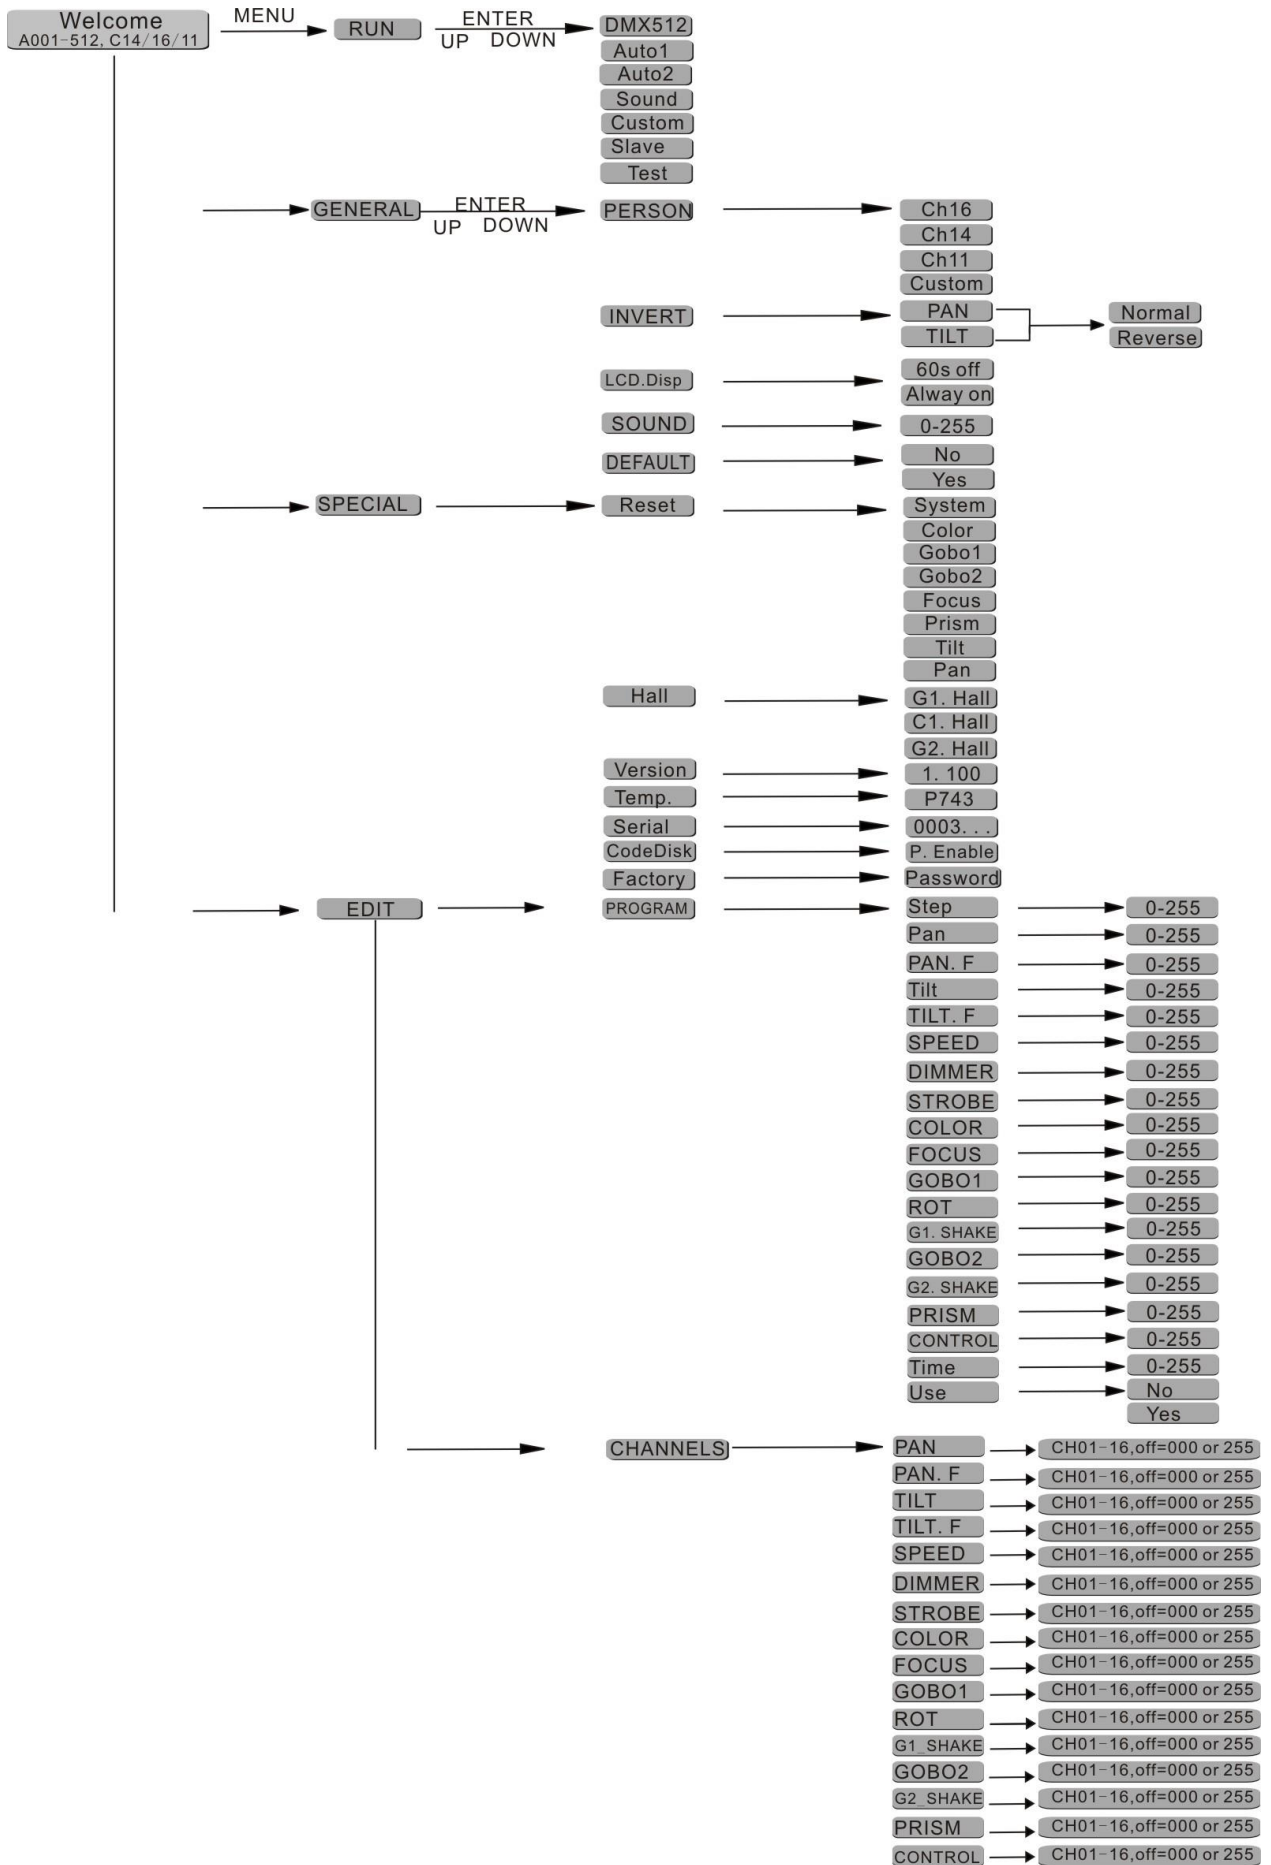 Welcome
A001-512, C14/16/11
MENU
RUN
ENTER
UP DOWN
DMX512
Auto1
Auto2
Sound
Custom
Slave
Test
GENERAL
ENTER
UP DOWN
PERSON
Ch16
Ch14
Ch11
Custom
INVERT
PAN
TILT
Normal
Reverse
LCD.Disp
60s off
Alway on
SOUND
0-255
DEFAULT
No
Yes
SPECIAL
Reset
System
Color
Gobo1
Gobo2
Focus
Prism
Tilt
Pan
Hall
G1. Hall
C1. Hall
G2. Hall
Version
1. 100
Temp.
P743
Serial
0003. . .
CodeDisk
P. Enable
Factory
Password
EDIT
PROGRAM
Step 0-255
Pan 0-255
PAN. F 0-255
Tilt 0-255
TILT. F 0-255
SPEED 0-255
DIMMER 0-255
STROBE 0-255
COLOR 0-255
FOCUS 0-255
GOBO1 0-255
ROT 0-255
G1. SHAKE 0-255
GOBO2 0-255
G2. SHAKE 0-255
PRISM 0-255
CONTROL 0-255
Time 0-255
Use No
Yes
CHANNELS
PAN CH01-16,off=000 or 255
PAN. F CH01-16,off=000 or 255
TILT CH01-16,off=000 or 255
TILT. F CH01-16,off=000 or 255
SPEED CH01-16,off=000 or 255
DIMMER CH01-16,off=000 or 255
STROBE CH01-16,off=000 or 255
COLOR CH01-16,off=000 or 255
FOCUS CH01-16,off=000 or 255
GOBO1 CH01-16,off=000 or 255
ROT CH01-16,off=000 or 255
G1_SHAKE CH01-16,off=000 or 255
GOBO2 CH01-16,off=000 or 255
G2_SHAKE CH01-16,off=000 or 255
PRISM CH01-16,off=000 or 255
CONTROL CH01-16,off=000 or 255